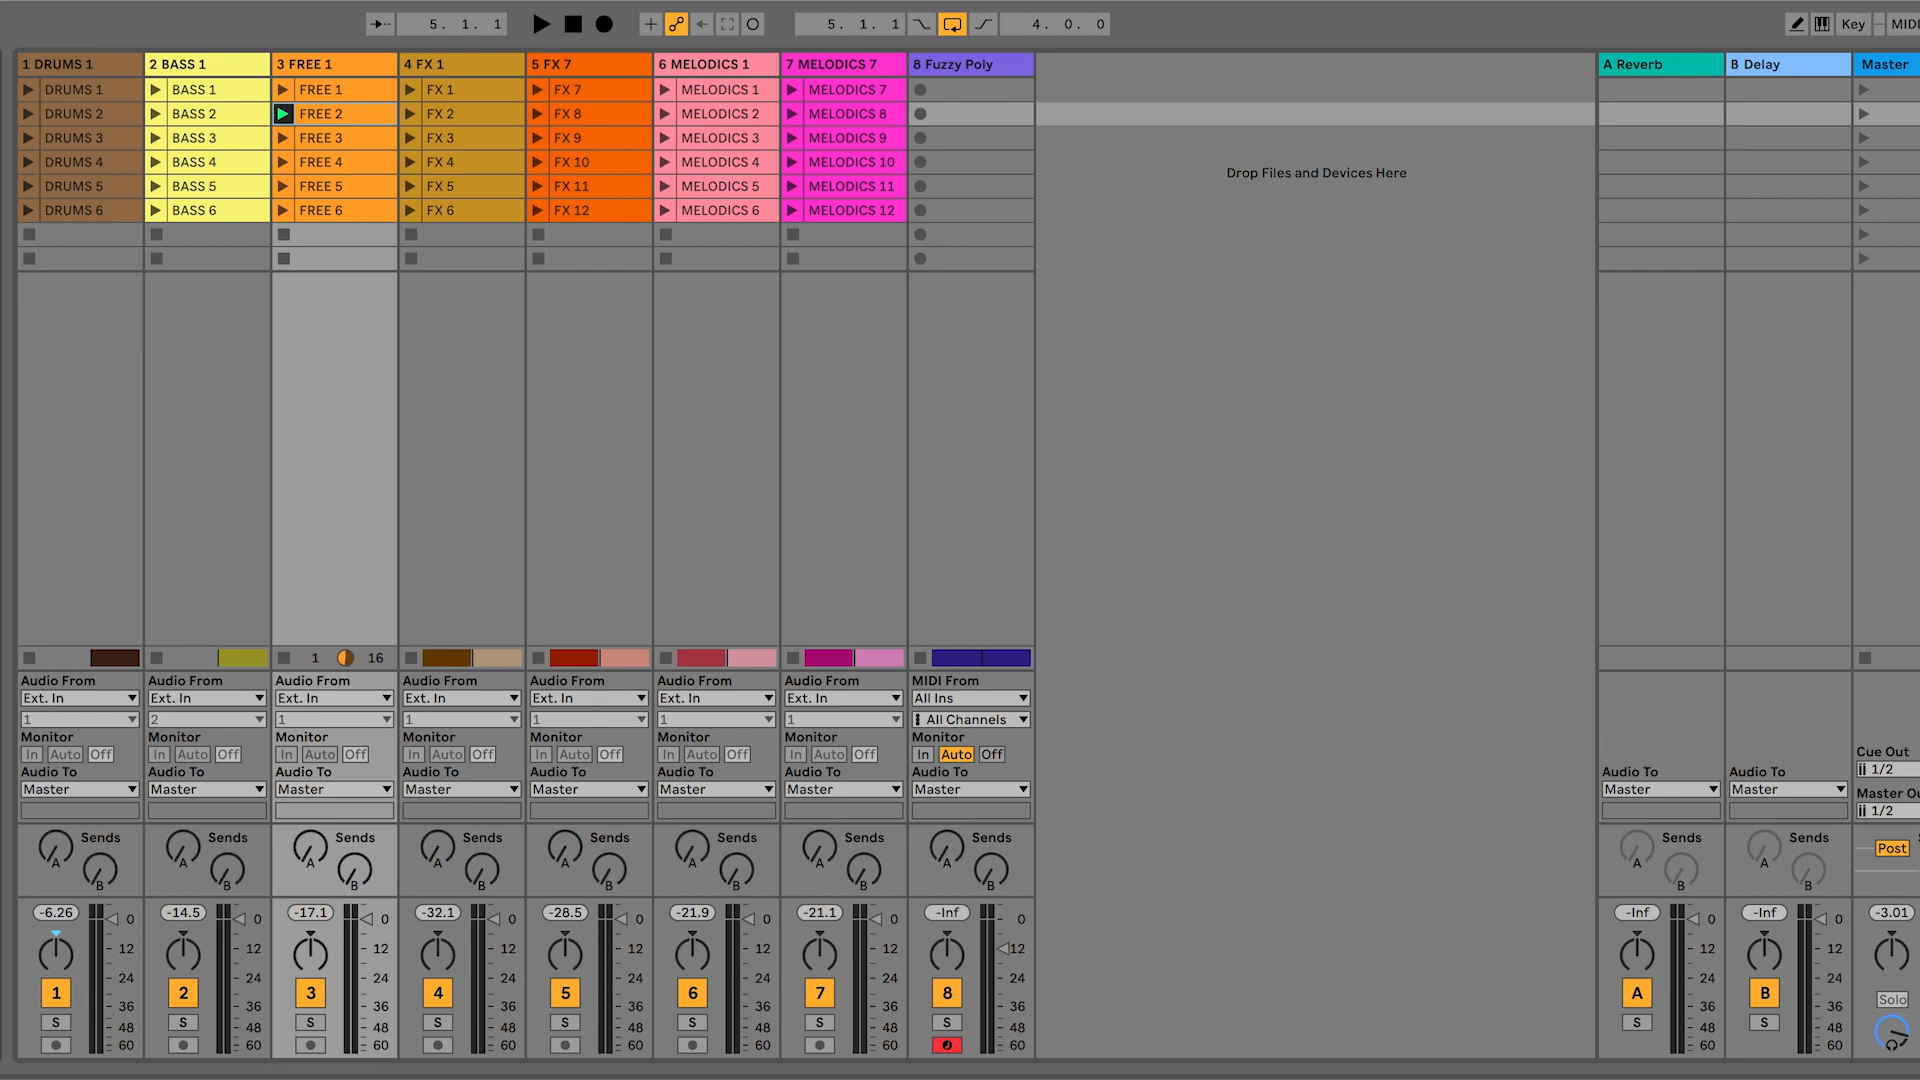 5. 1. 1
5. 1. 1
4. 0. 0
Key
MIDI
1 DRUMS 1
2 BASS 1
3 FREE 1
4 FX 1
5 FX 7
6 MELODICS 1
7 MELODICS 7
8 Fuzzy Poly
A Reverb
B Delay
Master
DRUMS 1 BASS 1 FREE 1 FX 1 FX 7 MELODICS 1 MELODICS 7
DRUMS 2 BASS 2 FREE 2 FX 2 FX 8 MELODICS 2 MELODICS 8
DRUMS 3 BASS 3 FREE 3 FX 3 FX 9 MELODICS 3 MELODICS 9
DRUMS 4 BASS 4 FREE 4 FX 4 FX 10 MELODICS 4 MELODICS 10
DRUMS 5 BASS 5 FREE 5 FX 5 FX 11 MELODICS 5 MELODICS 11
DRUMS 6 BASS 6 FREE 6 FX 6 FX 12 MELODICS 6 MELODICS 12
Drop Files and Devices Here
1 16
Audio From Audio From Audio From Audio From Audio From Audio From Audio From MIDI From
Ext. In Ext. In Ext. In Ext. In Ext. In Ext. In Ext. In All Ins
1 2 1 1 1 1 1 All Channels
Monitor Monitor Monitor Monitor Monitor Monitor Monitor Monitor
In Auto Off In Auto Off In Auto Off In Auto Off In Auto Off In Auto Off In Auto Off In Auto Off
Cue Out
Audio To Audio To Audio To Audio To Audio To Audio To Audio To Audio To Audio To Audio To 1/2
Master Master Master Master Master Master Master Master Master Master Master Ou
1/2
Sends Sends Sends Sends Sends Sends Sends Sends Sends Sends
Post
A A A A A A A A A A
B B B B B B B B B B
-6.26 0 -14.5 0 -17.1 0 -32.1 0 -28.5 0 -21.9 0 -21.1 0 -Inf 0 -Inf 0 -Inf 0 -3.01
12 12 12 12 12 12 12 12 12 12
24 24 24 24 24 24 24 24 24 24
1 2 3 4 5 6 7 8 A B
36 36 36 36 36 36 36 36 36 36 Solo
S 48 S 48 S 48 S 48 S 48 S 48 S 48 S 48 S 48 S 48
60 60 60 60 60 60 60 60 60 60